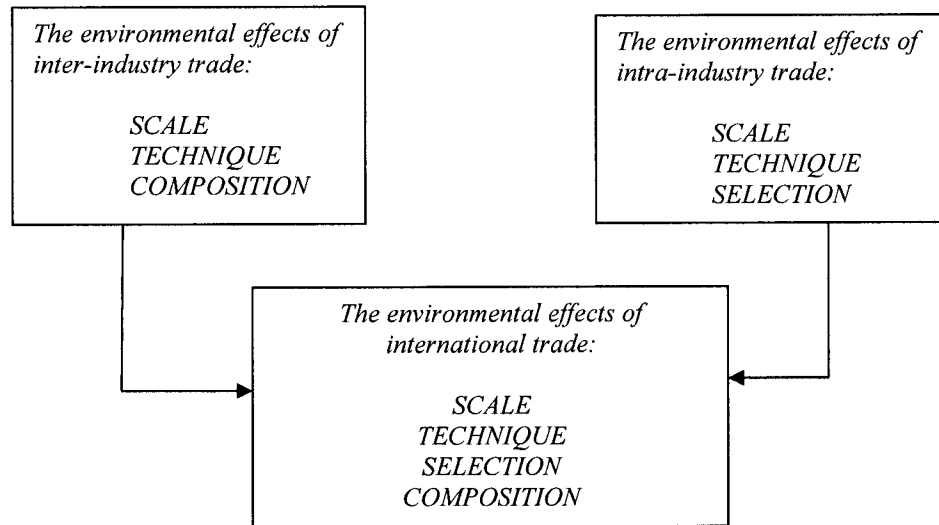 The environmental effects of
inter-industry trade:
SCALE
TECHNIQUE
COMPOSITION
The environmental effects of
intra-industry trade:
SCALE
TECHNIQUE
SELECTION
The environmental effects of
international trade:
SCALE
TECHNIQUE
SELECTION
COMPOSITION